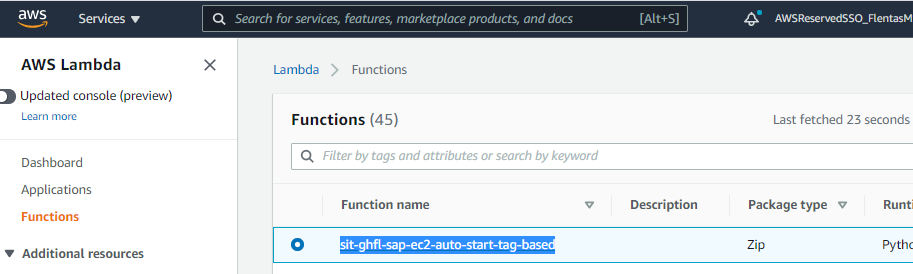 aws
Services ▼
Search for services, features, marketplace products, and docs
[Alt+S]
AWSReservedSSO_FlentasM
AWS Lambda
Updated console (preview)
Learn more
Dashboard
Applications
Functions
Additional resources
Lambda > Functions
Functions (45)
Last fetched 23 seconds
Filter by tags and attributes or search by keyword
Function name
Description
Package type
Runti
sit-ghfl-sap-ec2-auto-start-tag-based
Zip
Pytho